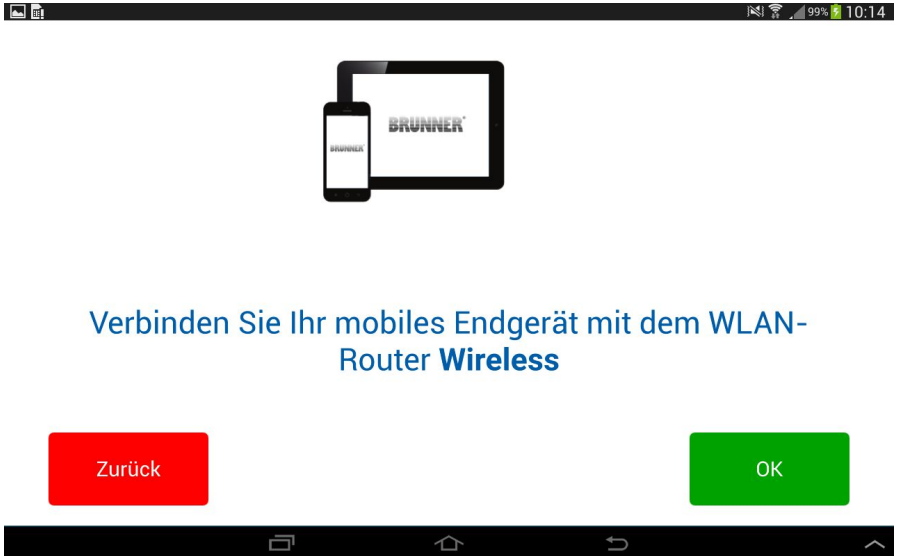 99% 10:14
BRUNNER®
BRUNNER
Verbinden Sie Ihr mobiles Endgerät mit dem WLAN-
Router Wireless
Zurück
OK